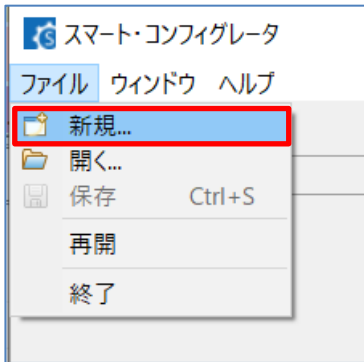 スマート・コンフィグレータ
ファイル ウィンドウ ヘルプ
新規...
開く...
保存 Ctrl+S
再開
終了